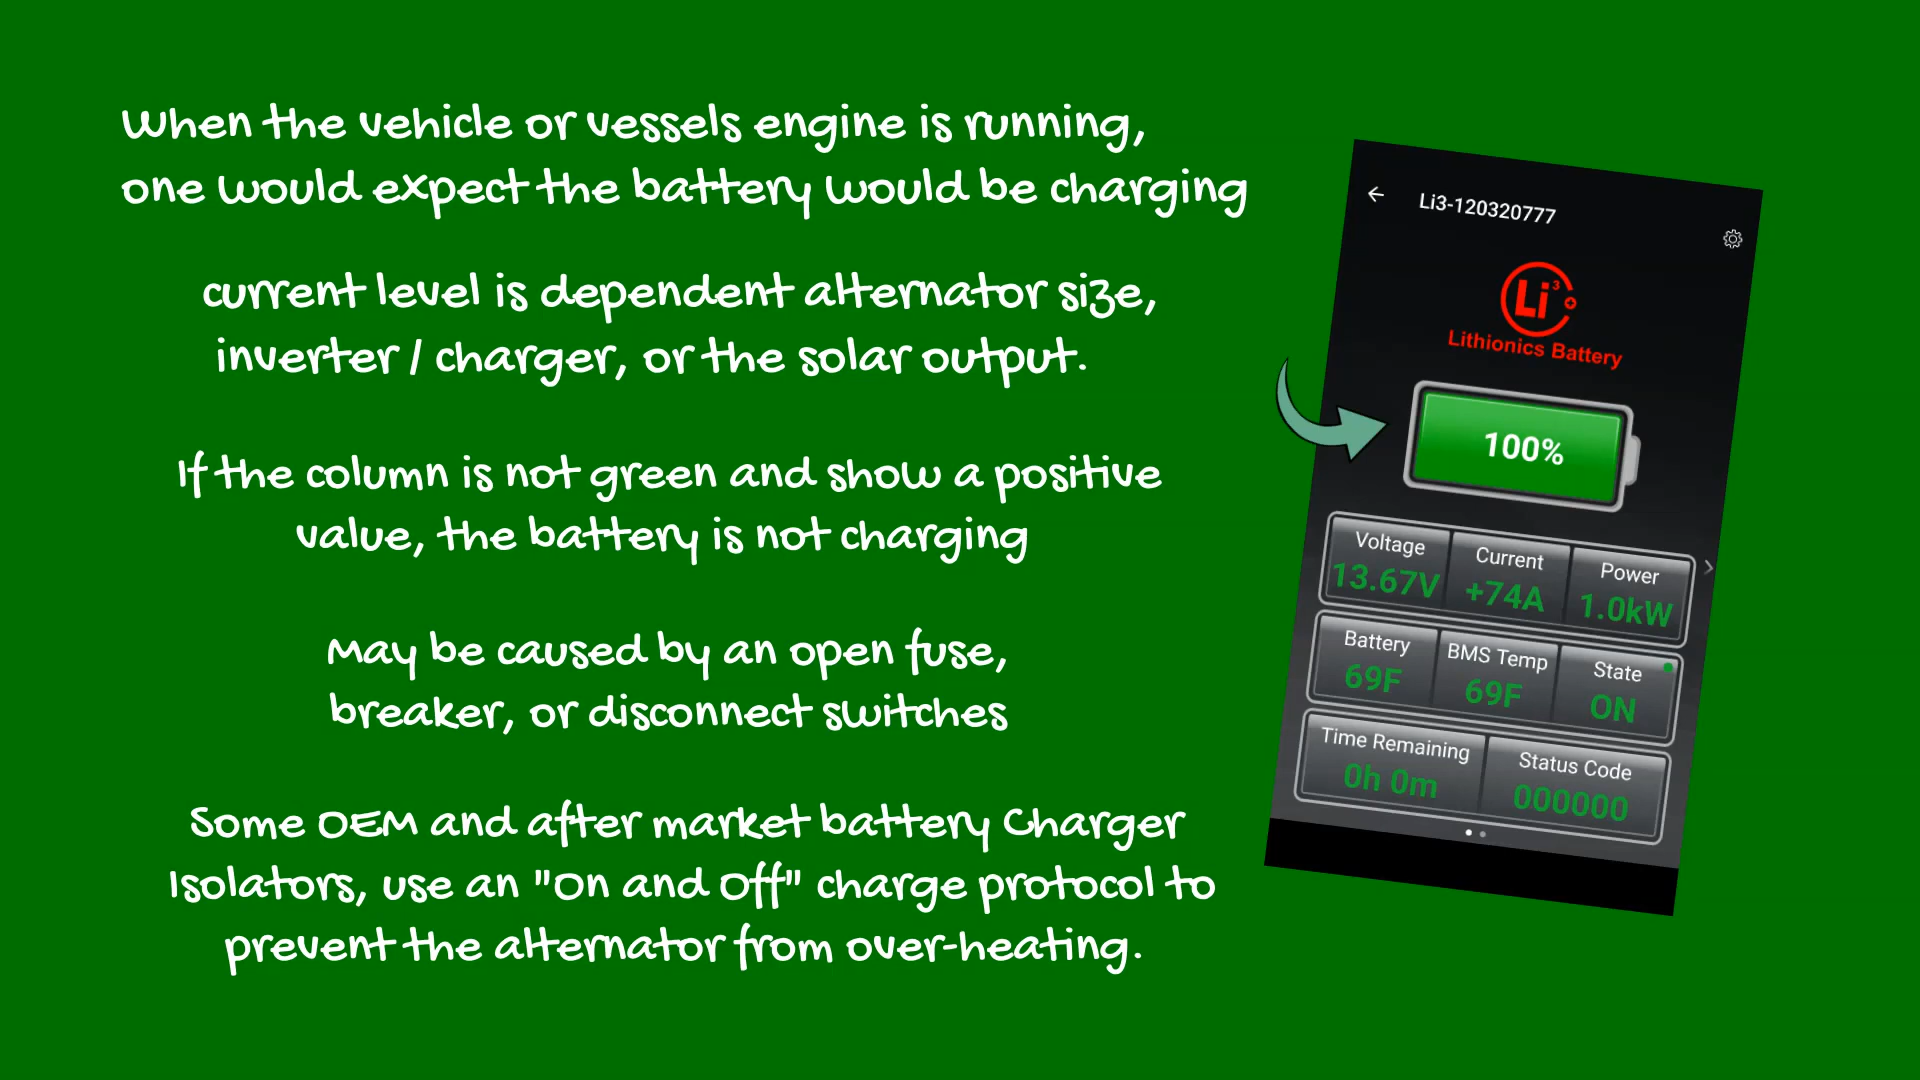 When the vehicle or vessels engine is running,
one would expect the battery would be charging
current level is dependent alternator size,
inverter / charger, or the solar output.
If the column is not green and show a positive
value, the battery is not charging
May be caused by an open fuse,
breaker, or disconnect switches
Some OEM and after market battery Charger
Isolators, use an "On and Off" charge protocol to
prevent the alternator from over-heating.
Li3-120320777
Li3
Lithionics Battery
100%
Voltage Current Power
13.67V +74A 1.0kW
Battery BMS Temp State
69F 69F ON
Time Remaining Status Code
0h 0m 000000